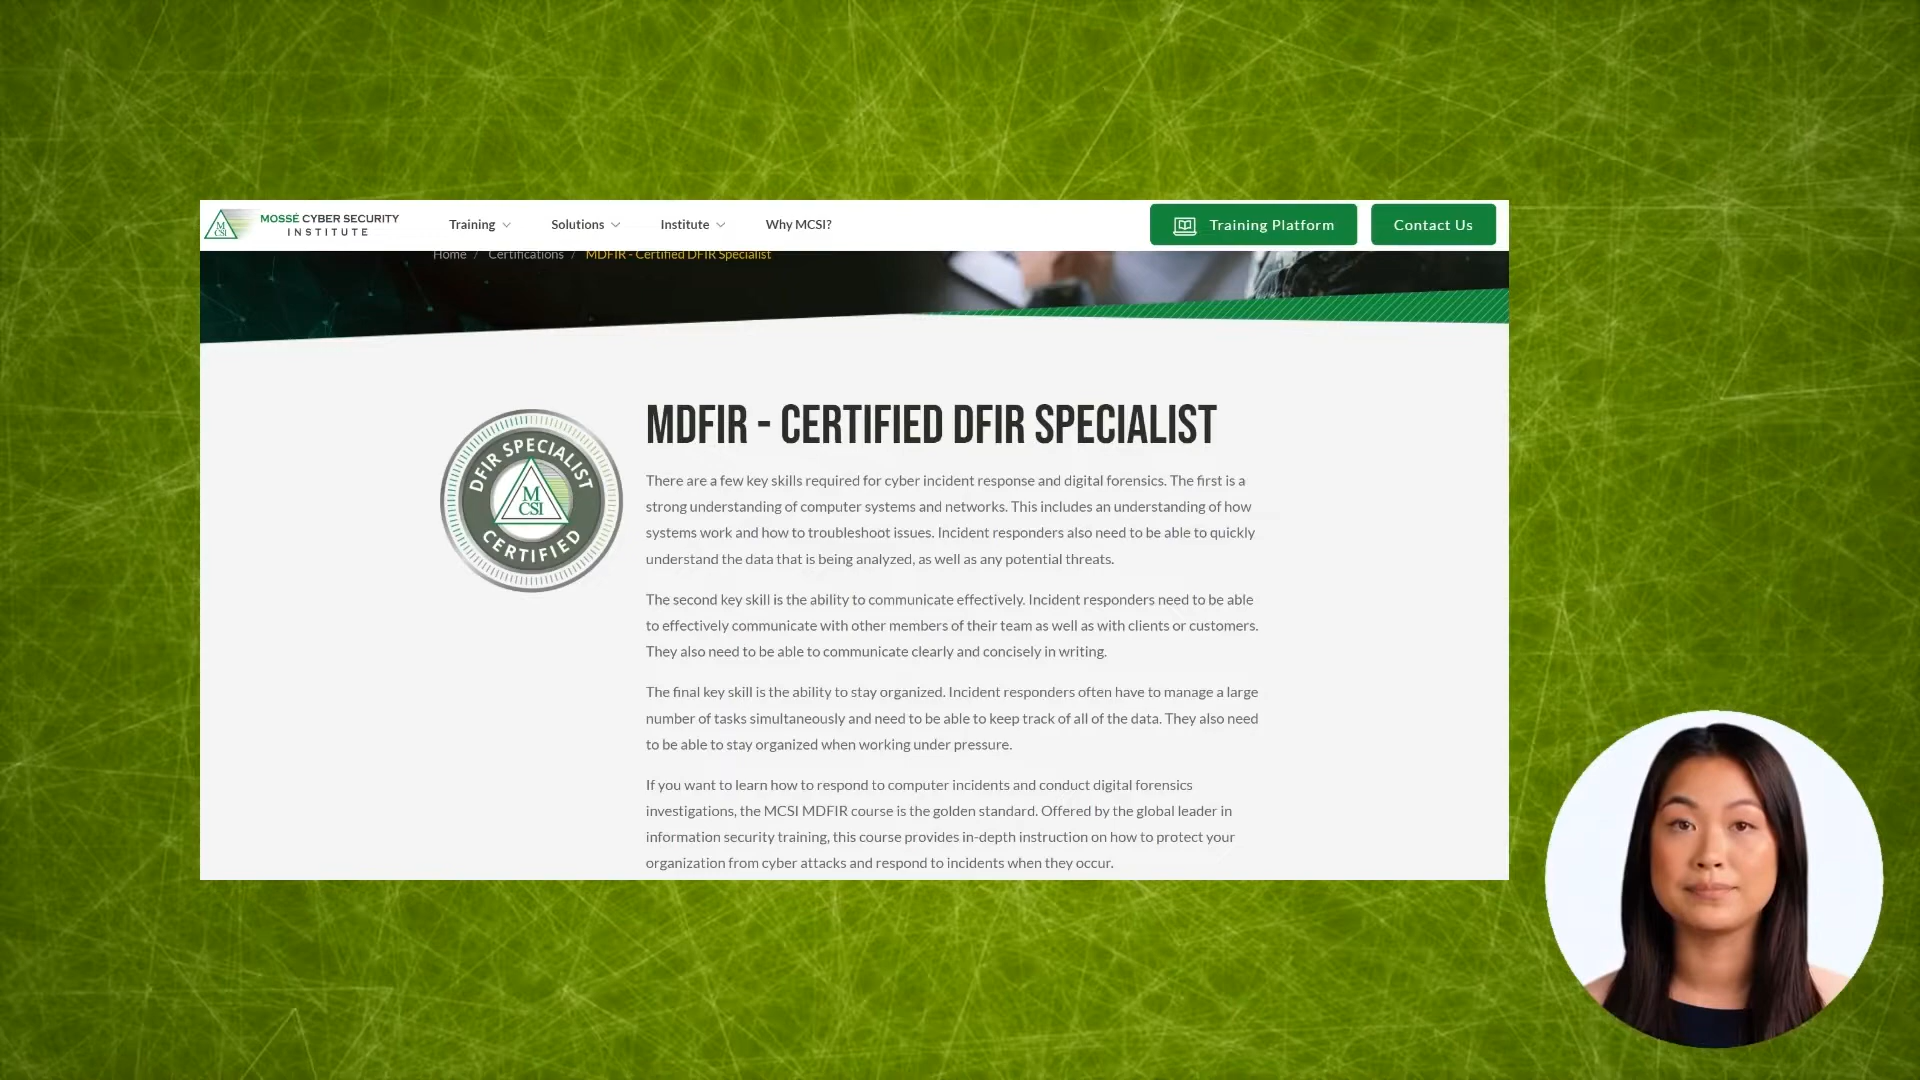 MOSSÉ CYBER SECURITY
INSTITUTE
M
CSI
Training
Solutions
Institute
Why MCSI?
Training Platform
Contact Us
Home / Certifications / MDFIR - Certified DFIR Specialist
DFIR SPECIALIST
M
CSI
CERTIFIED
MDFIR - CERTIFIED DFIR SPECIALIST
There are a few key skills required for cyber incident response and digital forensics. The first is a
strong understanding of computer systems and networks. This includes an understanding of how
systems work and how to troubleshoot issues. Incident responders also need to be able to quickly
understand the data that is being analyzed, as well as any potential threats.
The second key skill is the ability to communicate effectively. Incident responders need to be able
to effectively communicate with other members of their team as well as with clients or customers.
They also need to be able to communicate clearly and concisely in writing.
The final key skill is the ability to stay organized. Incident responders often have to manage a large
number of tasks simultaneously and need to be able to keep track of all of the data. They also need
to be able to stay organized when working under pressure.
If you want to learn how to respond to computer incidents and conduct digital forensics
investigations, the MCSI MDFIR course is the golden standard. Offered by the global leader in
information security training, this course provides in-depth instruction on how to protect your
organization from cyber attacks and respond to incidents when they occur.